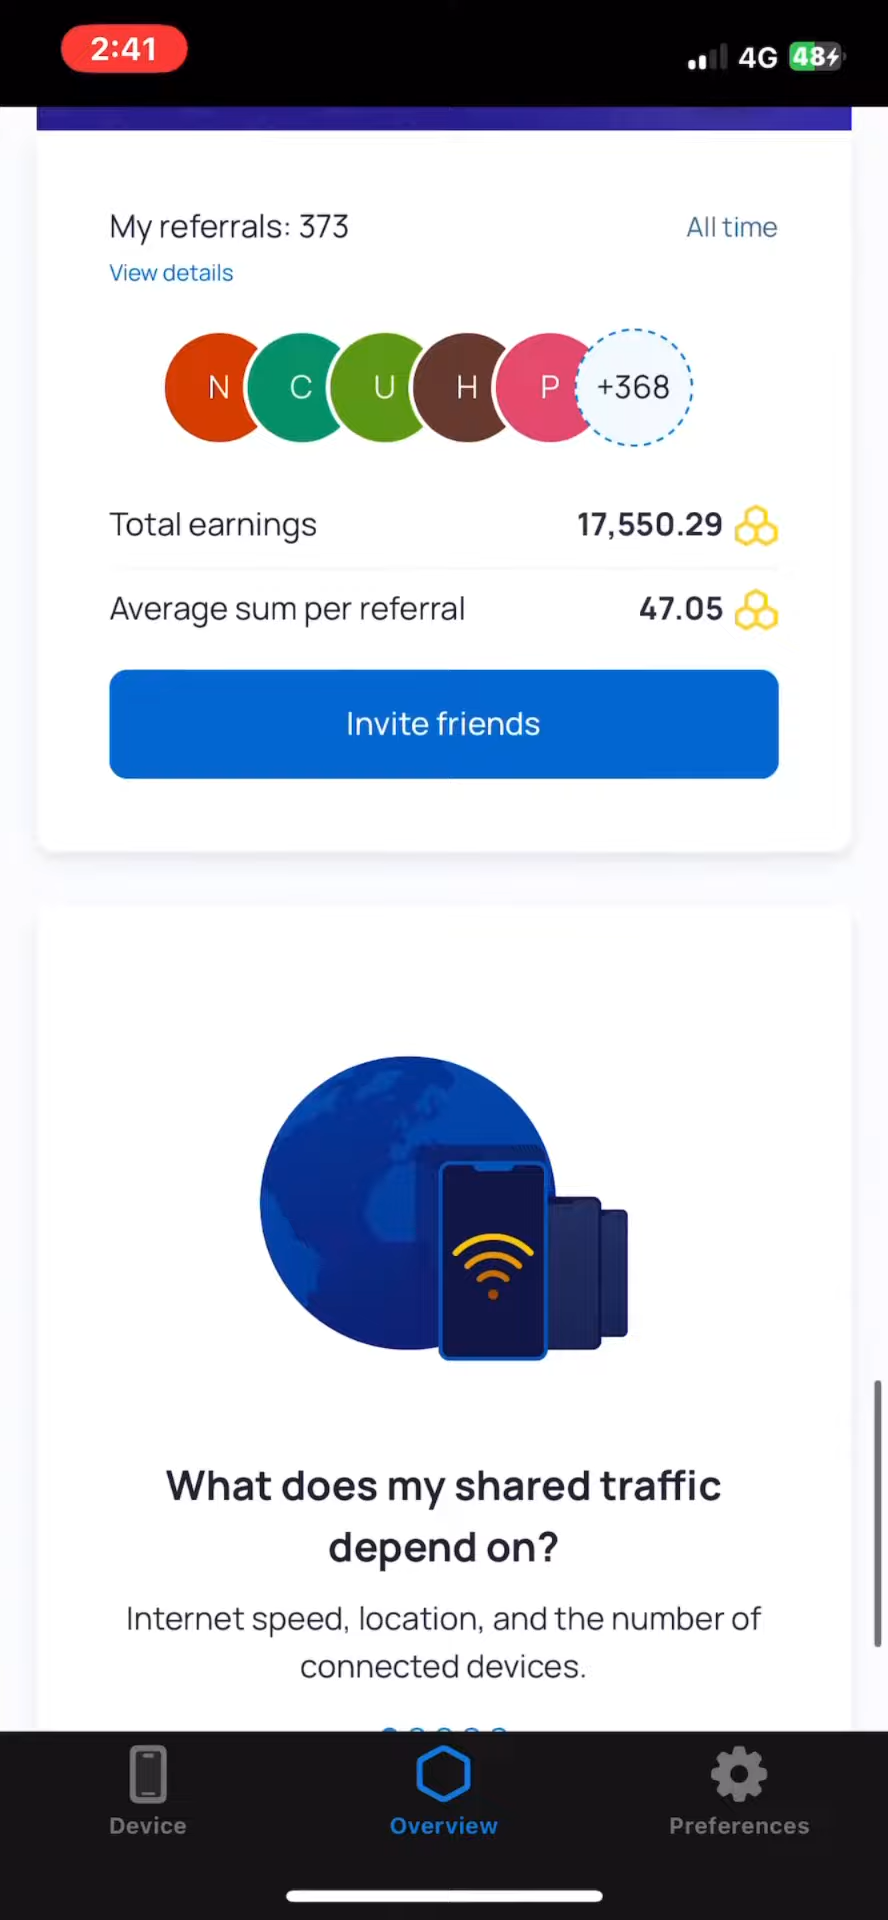 2:41
4G 48
My referrals: 373
All time
View details
N C U H P +368
Total earnings 17,550.29
Average sum per referral 47.05
Invite friends
What does my shared traffic
depend on?
Internet speed, location, and the number of
connected devices.
Device Overview Preferences